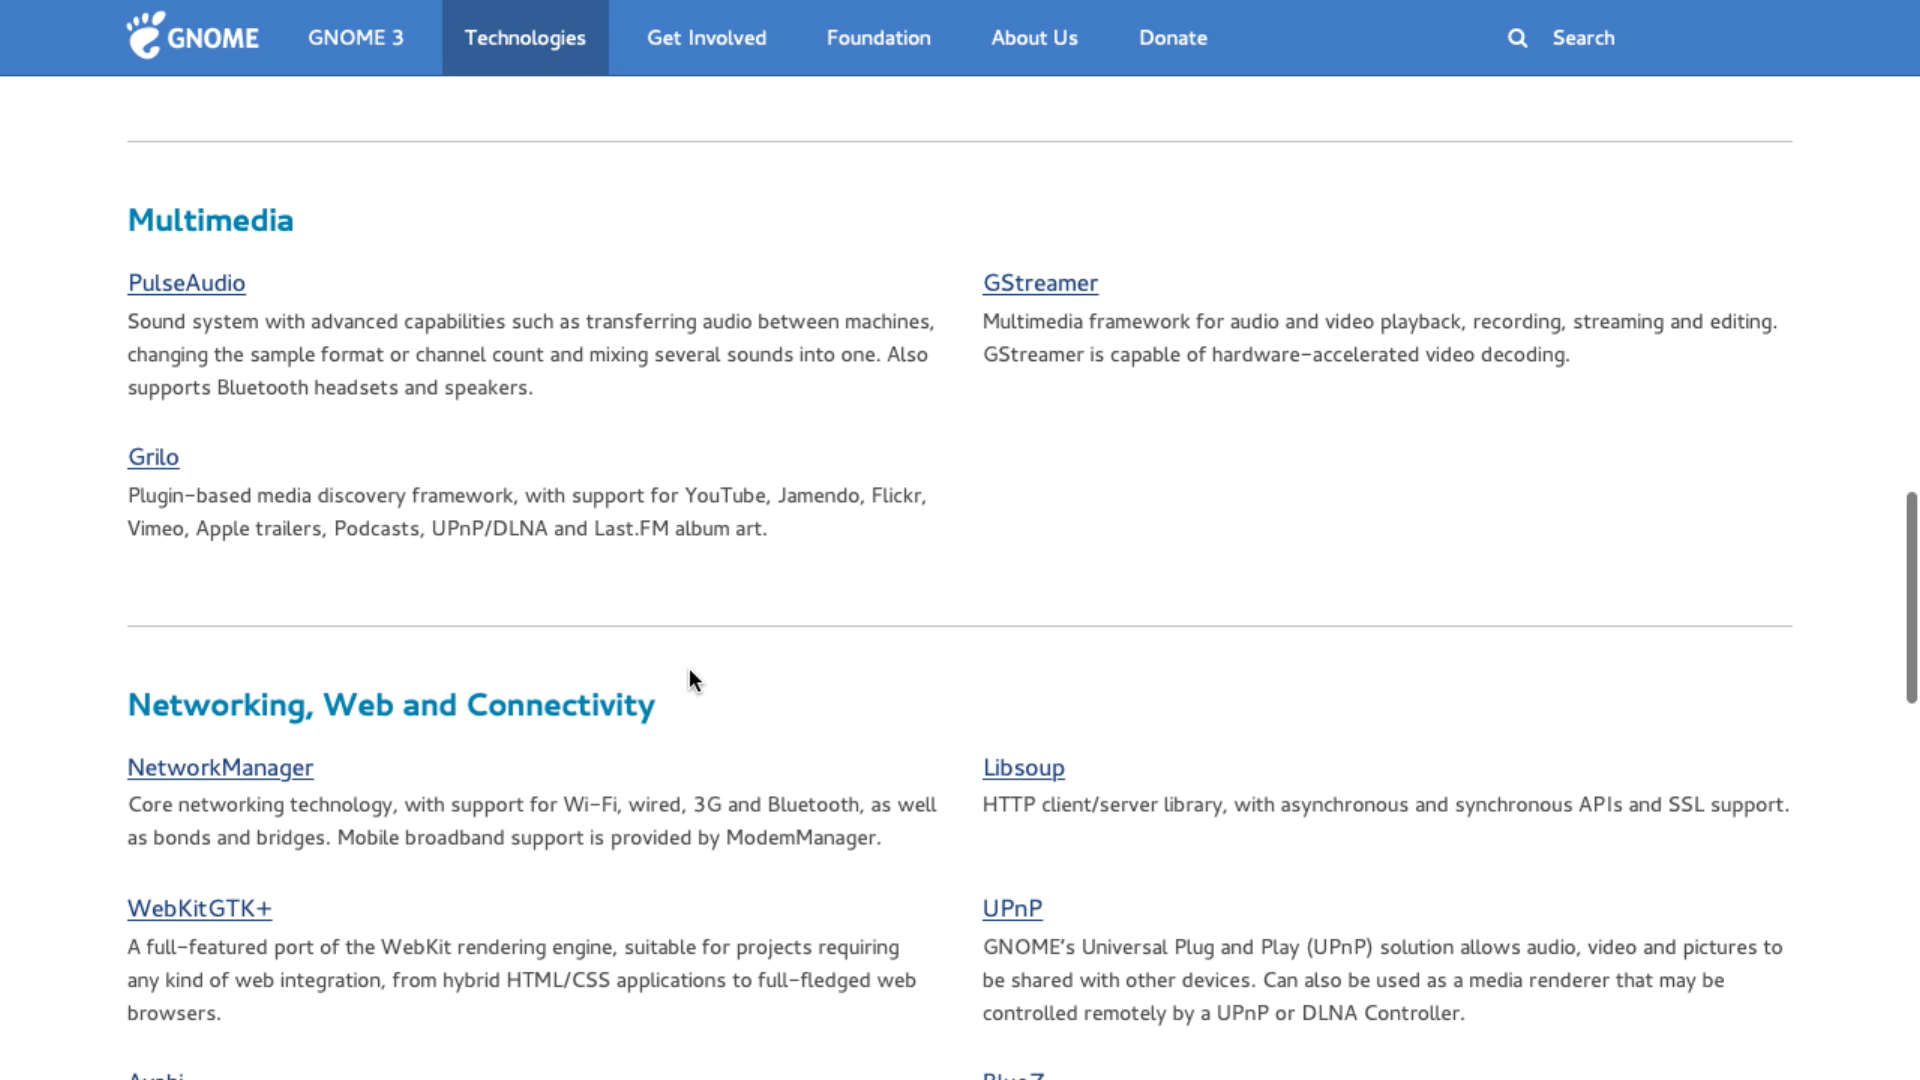 GNOME
GNOME 3
Technologies
Get Involved
Foundation
About Us
Donate
Search
Multimedia
PulseAudio
Sound system with advanced capabilities such as transferring audio between machines,
changing the sample format or channel count and mixing several sounds into one. Also
supports Bluetooth headsets and speakers.
GStreamer
Multimedia framework for audio and video playback, recording, streaming and editing.
GStreamer is capable of hardware-accelerated video decoding.
Grilo
Plugin-based media discovery framework, with support for YouTube, Jamendo, Flickr,
Vimeo, Apple trailers, Podcasts, UPnP/DLNA and Last.FM album art.
Networking, Web and Connectivity
NetworkManager
Core networking technology, with support for Wi-Fi, wired, 3G and Bluetooth, as well
as bonds and bridges. Mobile broadband support is provided by ModemManager.
Libsoup
HTTP client/server library, with asynchronous and synchronous APIs and SSL support.
WebKitGTK+
A full-featured port of the WebKit rendering engine, suitable for projects requiring
any kind of web integration, from hybrid HTML/CSS applications to full-fledged web
browsers.
UPnP
GNOME's Universal Plug and Play (UPnP) solution allows audio, video and pictures to
be shared with other devices. Can also be used as a media renderer that may be
controlled remotely by a UPnP or DLNA Controller.